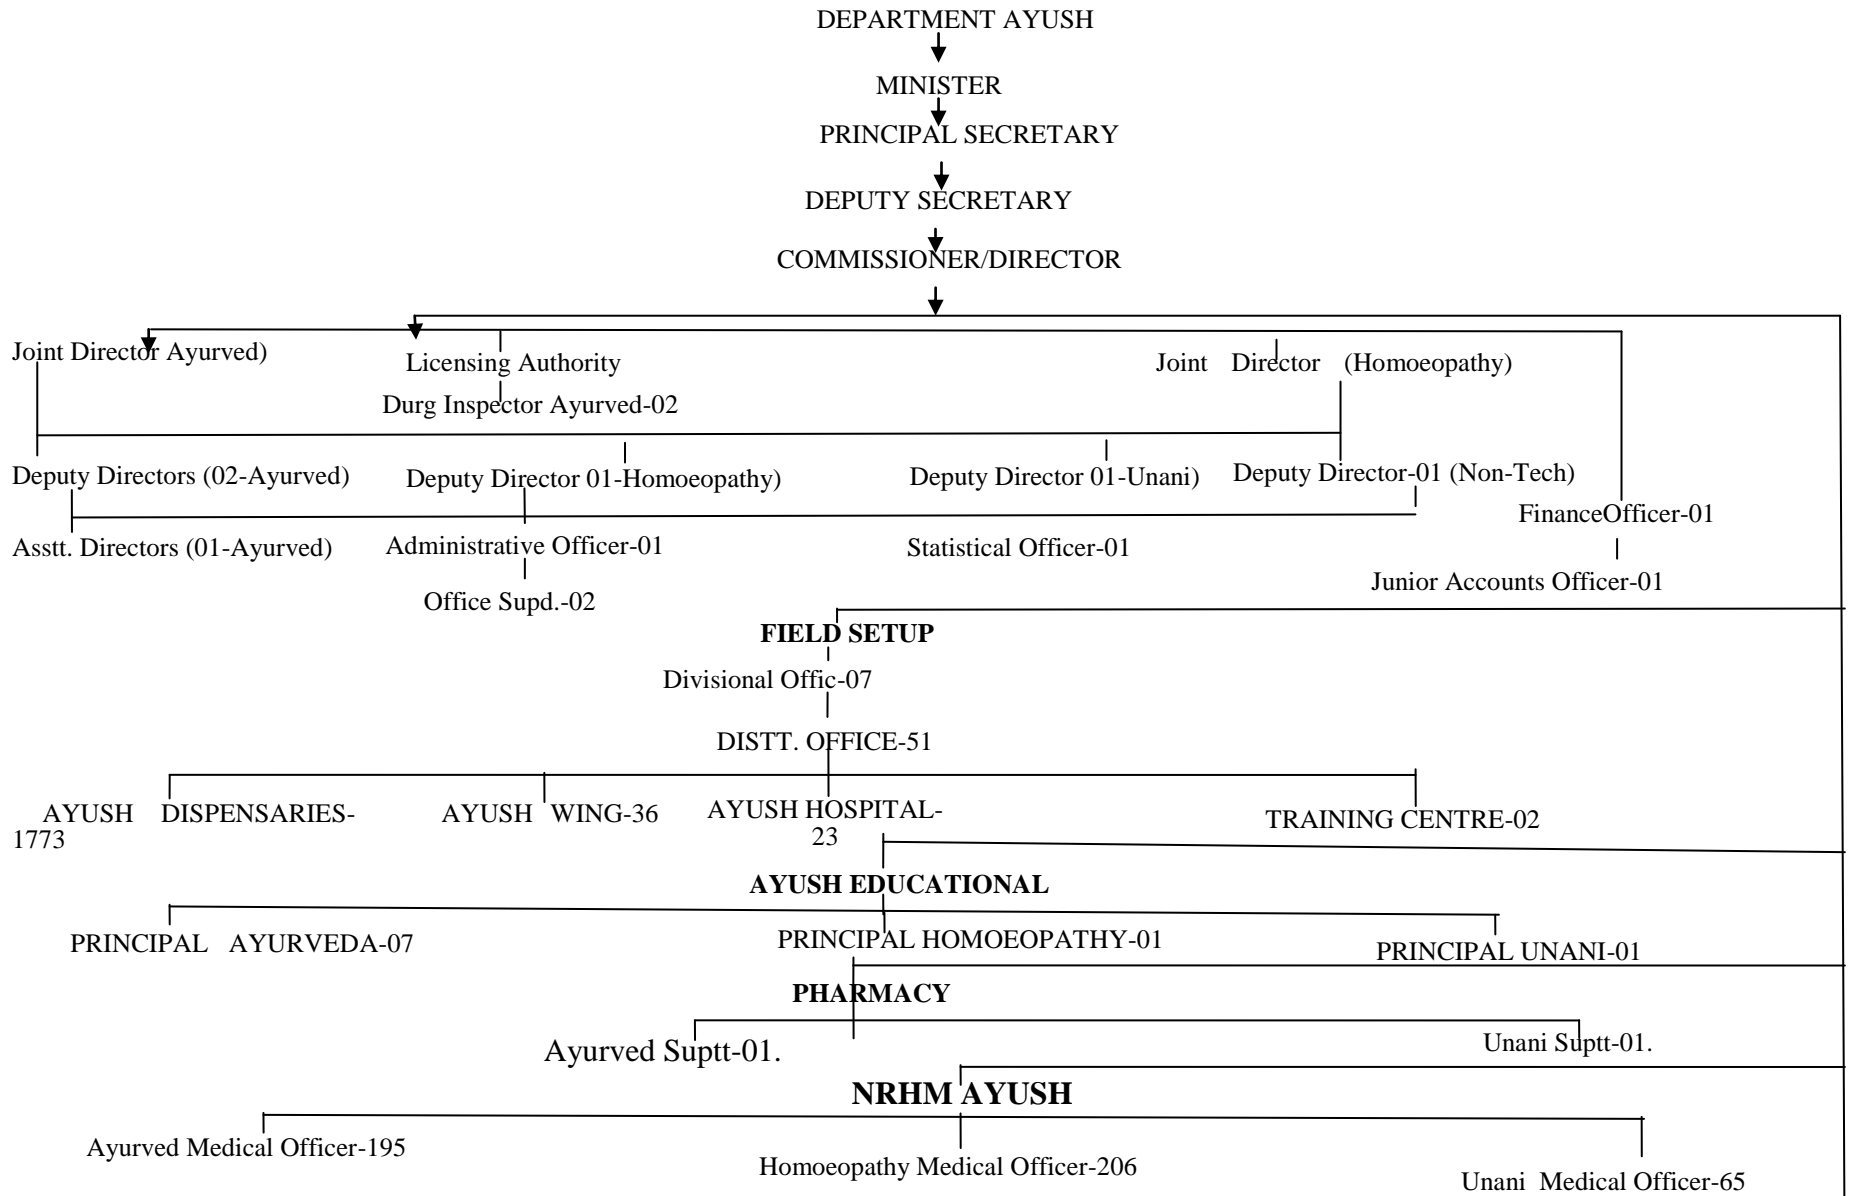 DEPARTMENT AYUSH
MINISTER
PRINCIPAL SECRETARY
DEPUTY SECRETARY
COMMISSIONER/DIRECTOR
Joint Director Ayurved)
Licensing Authority
Joint Director (Homoeopathy)
Durg Inspector Ayurved-02
Deputy Directors (02-Ayurved)
Deputy Director 01-Homoeopathy)
Deputy Director 01-Unani)
Deputy Director-01 (Non-Tech)
FinanceOfficer-01
Asstt. Directors (01-Ayurved)
Administrative Officer-01
Statistical Officer-01
Junior Accounts Officer-01
Office Supd.-02
FIELD SETUP
Divisional Offic-07
DISTT. OFFICE-51
AYUSH DISPENSARIES-
1773
AYUSH WING-36
AYUSH HOSPITAL-
23
TRAINING CENTRE-02
AYUSH EDUCATIONAL
PRINCIPAL AYURVEDA-07
PRINCIPAL HOMOEOPATHY-01
PRINCIPAL UNANI-01
PHARMACY
Ayurved Suptt-01.
Unani Suptt-01.
NRHM AYUSH
Ayurved Medical Officer-195
Homoeopathy Medical Officer-206
Unani Medical Officer-65